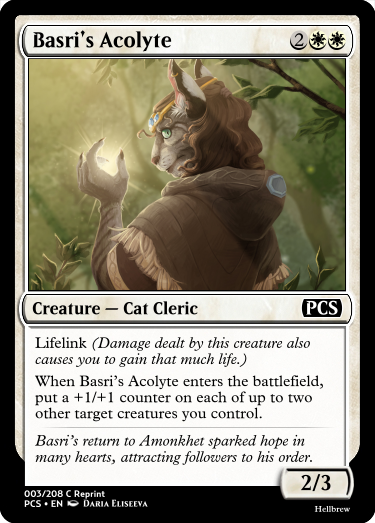 Basri's Acolyte 2
Creature — Cat Cleric PCS
Lifelink (Damage dealt by this creature also
causes you to gain that much life.)
When Basri's Acolyte enters the battlefield,
put a +1/+1 counter on each of up to two
other target creatures you control.
Basri's return to Amonkhet sparked hope in
many hearts, attracting followers to his order.
2/3
003/208 C Reprint
PCS • EN Daria Eliseeva
Hellbrew